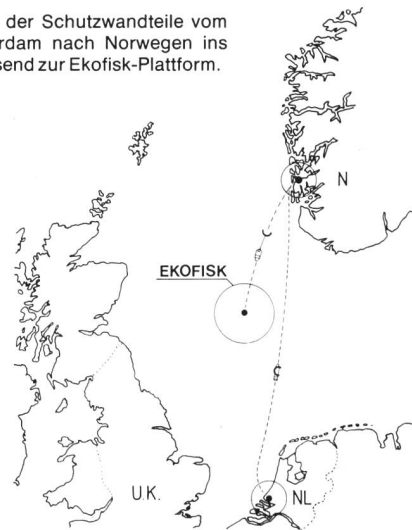 der Schutzwandteile vom
rdam nach Norwegen ins
send zur Ekofisk-Plattform.
N
EKOFISK
U.K.
NL